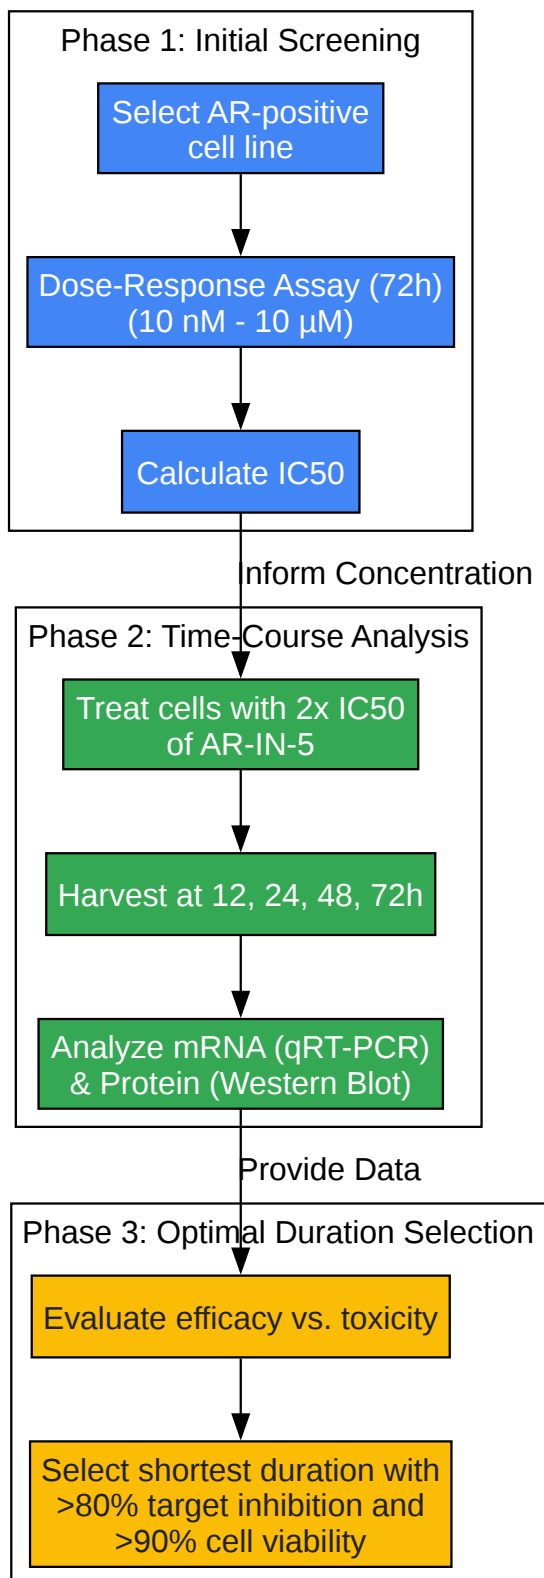 Phase 1: Initial Screening
Select AR-positive
cell line
Dose-Response Assay (72h)
(10 nM - 10 µM)
Calculate IC50
Inform Concentration
Phase 2: Time-Course Analysis
Treat cells with 2x IC50
of AR-IN-5
Harvest at 12, 24, 48, 72h
Analyze mRNA (qRT-PCR)
& Protein (Western Blot)
Provide Data
Phase 3: Optimal Duration Selection
Evaluate efficacy vs. toxicity
Select shortest duration with
>80% target inhibition and
>90% cell viability